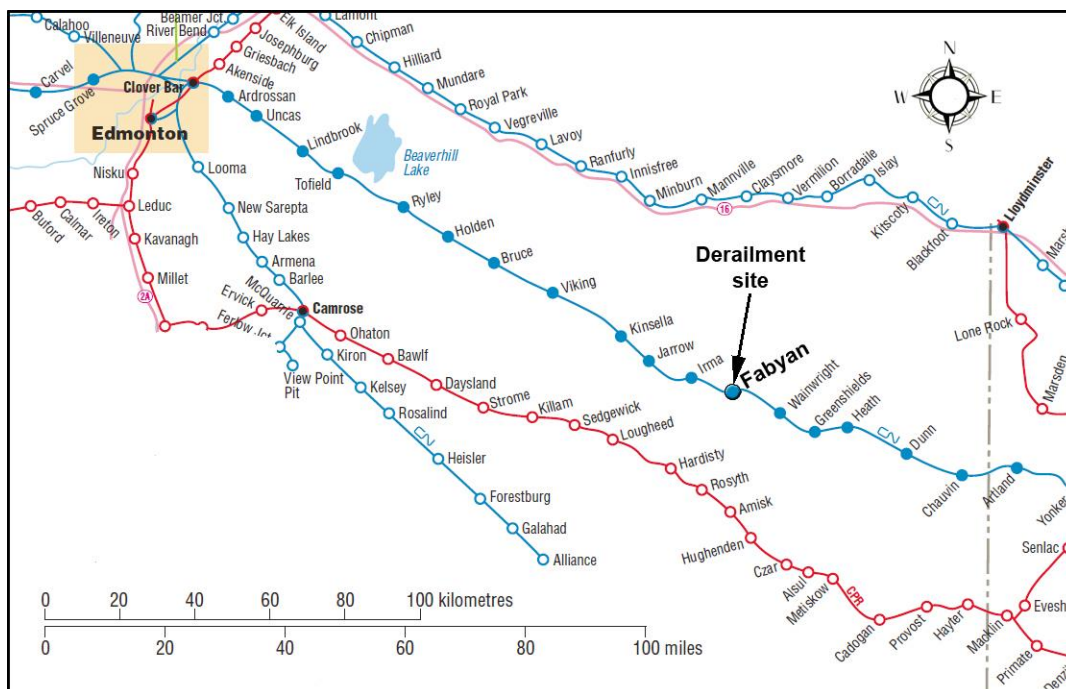 Calahoo
Villeneuve
Beamer Jct.
River Bend
Elk Island
Josephburg
Griesbach
Akenside
Carvel
Spruce Grove
Clover Bar
Edmonton
Ardrossan
Uncas
Lindbrook
Tofield
Beaverhill
Lake
Ryley
Holden
Bruce
Viking
Kinsella
Jarrow
Irma
Fabyan
Derailment
site
Wainwright
Greenshields
Heath
CN
Dunn
Chauvin
Artland
Yonker
Lamont
Chipman
Hilliard
Mundare
Royal Park
Vegreville
Lavoy
Ranfurly
Innisfree
Minburn
Mannville
16
Claysmore
Vermilion
Borradaile
Islay
Kitscoty
CN
Blackfoot
Lloydminster
Lone Rock
Marsden
N
W
E
S
Nisku
Leduc
Ireton
Calmar
Buford
Kavanagh
Millet
2A
Looma
New Sarepta
Hay Lakes
Armena
Barlee
McQuarrie
Ervick
Camrose
View Point
Pit
Kiron
Kelsey
Rosalind
CN
Heisler
Forestburg
Galahad
Alliance
Ohaton
Bawlf
Daysland
Strome
Killam
Sedgewick
Lougheed
Hardisty
Rosyth
Amisk
Hughenden
Czar
Alsul
Metiskow
CPR
Cadogan
Provost
Hayter
Macklin
Senlac
Evesh
Primate
0 20 40 60 80 100 kilometres
0 20 40 60 100 miles